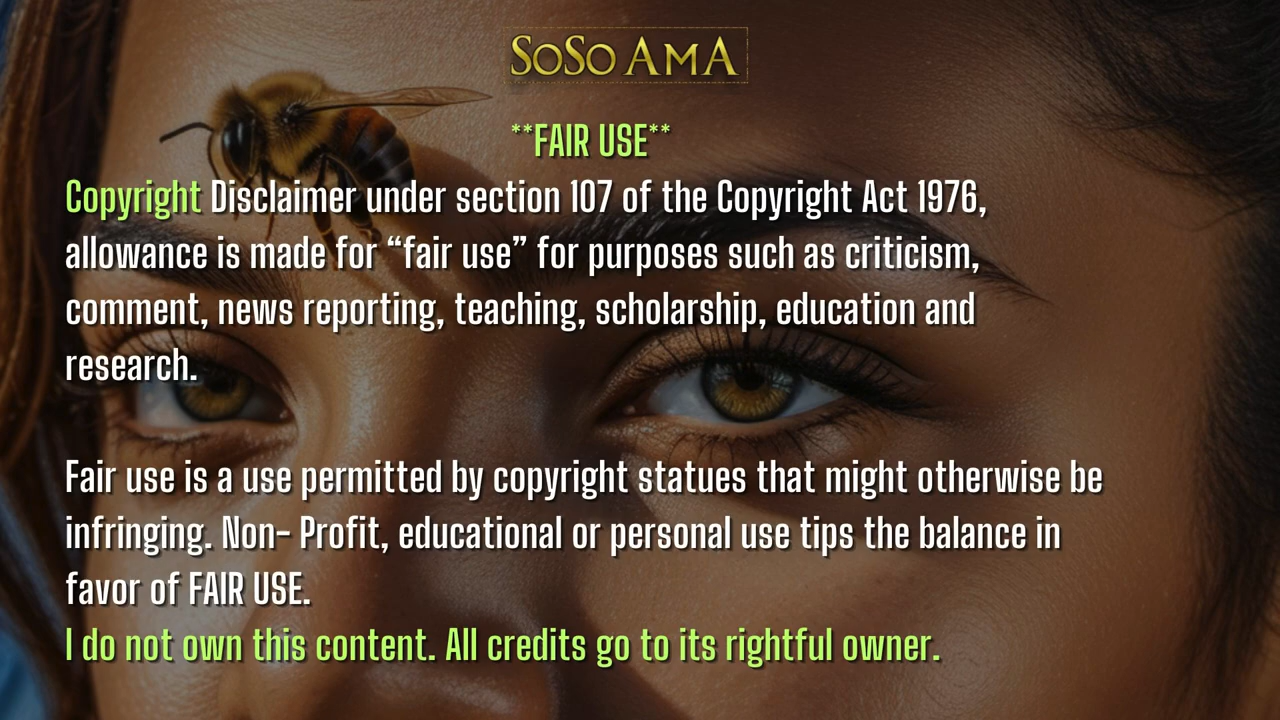 SoSo AmA
**FAIR USE**
Copyright Disclaimer under section 107 of the Copyright Act 1976,
allowance is made for “fair use” for purposes such as criticism,
comment, news reporting, teaching, scholarship, education and
research.
Fair use is a use permitted by copyright statues that might otherwise be
infringing. Non- Profit, educational or personal use tips the balance in
favor of FAIR USE.
I do not own this content. All credits go to its rightful owner.